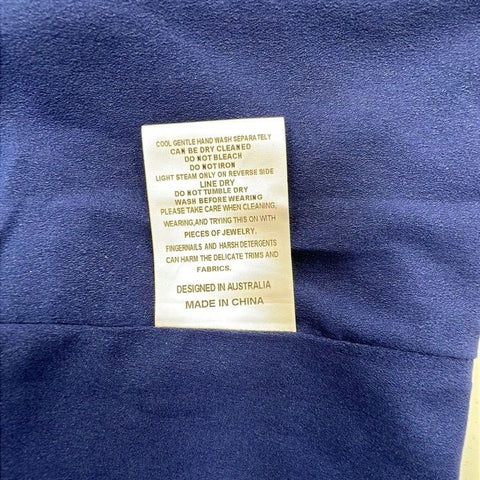 COOL GENTLE HAND WASH SEPARATELY
CAN BE DRY CLEANED
DO NOT BLEACH
DO NOT IRON
LIGHT STEAM ONLY ON REVERSE SIDE
LINE DRY
DO NOT TUMBLE DRY
WASH BEFORE WEARING
PLEASE TAKE CARE WHEN CLEANING,
WEARING,AND TRYING THIS ON WITH
PIECES OF JEWELRY.
FINGERNAILS AND HARSH DETERGENTS
CAN HARM THE DELICATE TRIMS AND
FABRICS.
DESIGNED IN AUSTRALIA
MADE IN CHINA